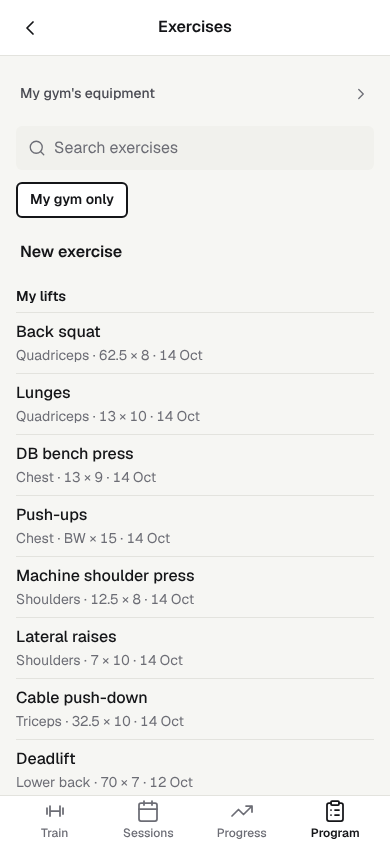 Exercises
My gym's equipment
Search exercises
My gym only
New exercise
My lifts
Back squat
Quadriceps · 62.5 × 8 · 14 Oct
Lunges
Quadriceps · 13 × 10 · 14 Oct
DB bench press
Chest · 13 × 9 · 14 Oct
Push-ups
Chest · BW × 15 · 14 Oct
Machine shoulder press
Shoulders · 12.5 × 8 · 14 Oct
Lateral raises
Shoulders · 7 × 10 · 14 Oct
Cable push-down
Triceps · 32.5 × 10 · 14 Oct
Deadlift
Lower back · 70 × 7 · 12 Oct
Train Sessions Progress Program